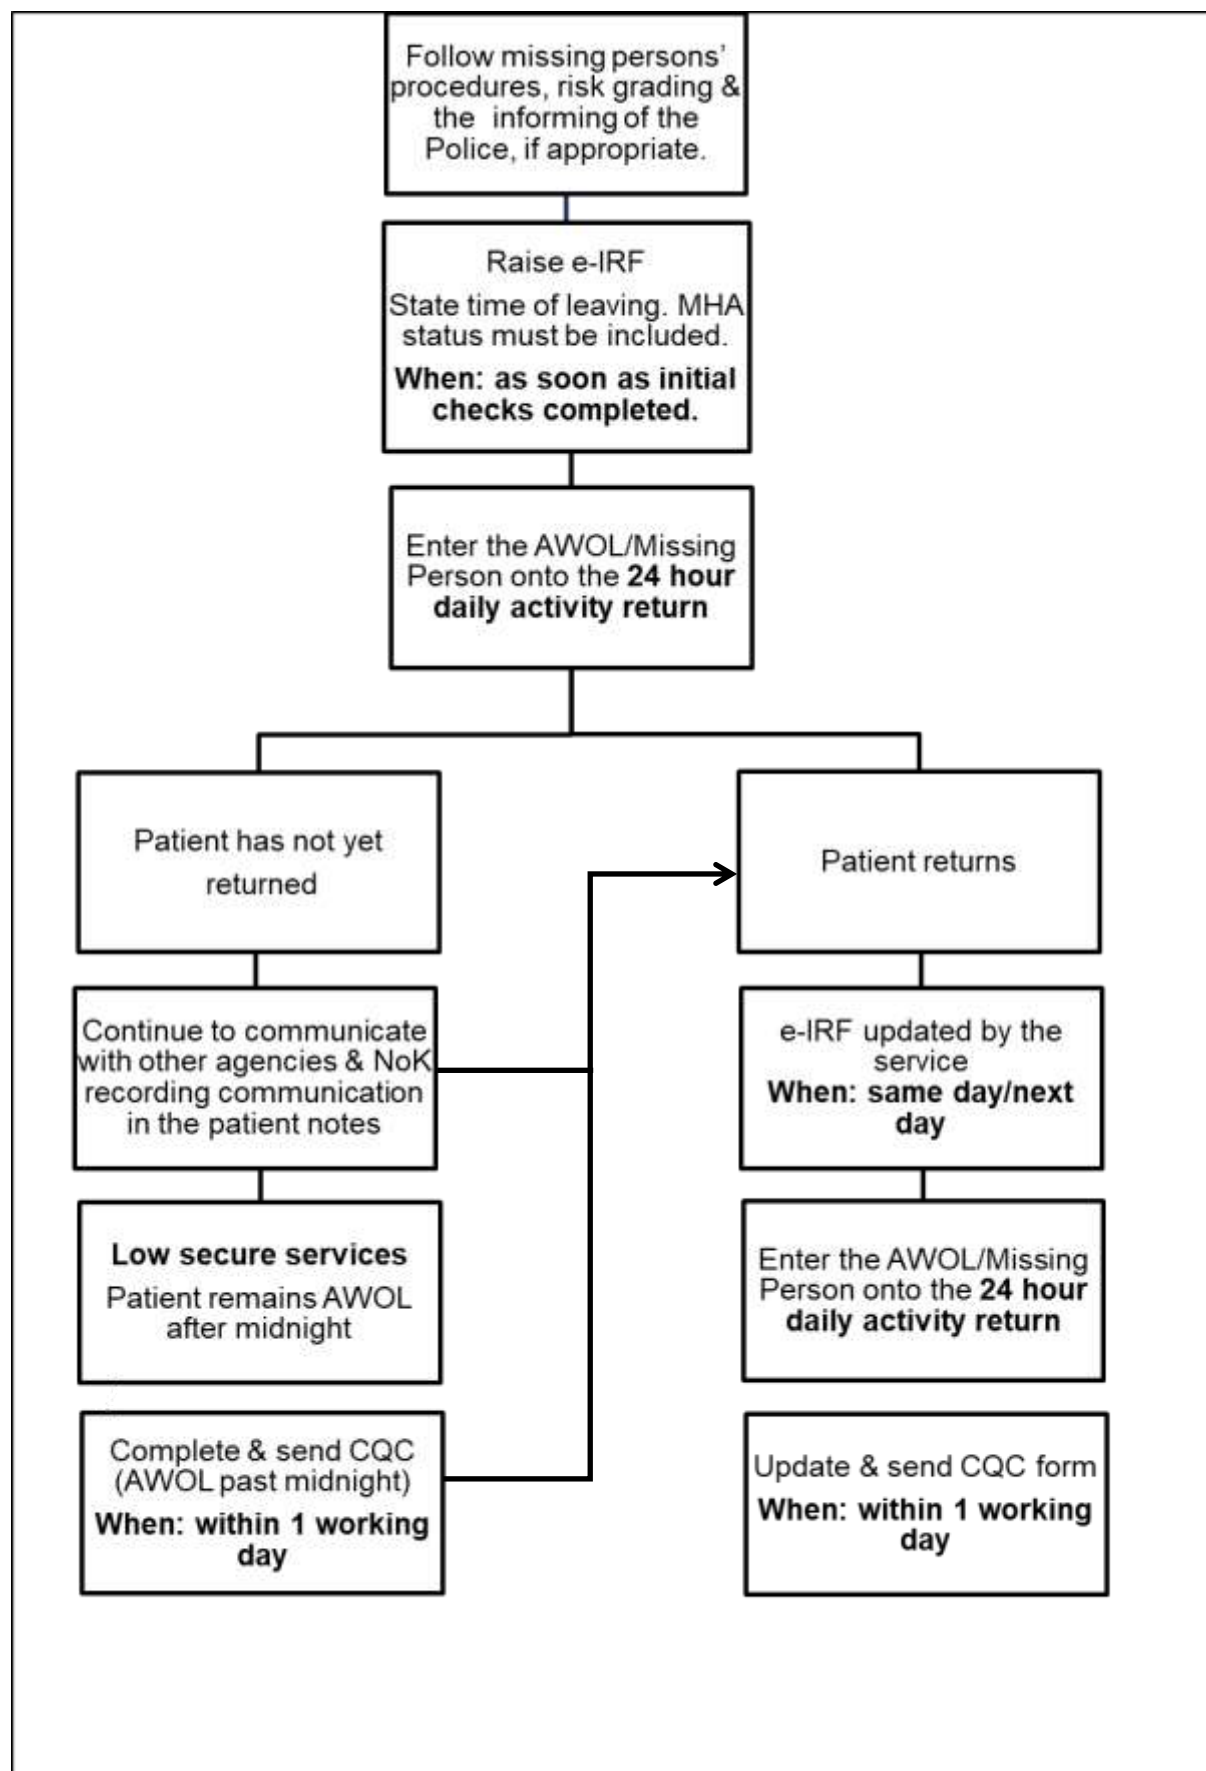 Follow missing persons’
procedures, risk grading &
the informing of the
Police, if appropriate.
Raise e-IRF
State time of leaving. MHA
status must be included.
When: as soon as initial
checks completed.
Enter the AWOL/Missing
Person onto the 24 hour
daily activity return
Patient has not yet
returned
Continue to communicate
with other agencies & NoK
recording communication
in the patient notes
Low secure services
Patient remains AWOL
after midnight
Complete & send CQC
(AWOL past midnight)
When: within 1 working
day
Patient returns
e-IRF updated by the
service
When: same day/next
day
Enter the AWOL/Missing
Person onto the 24 hour
daily activity return
Update & send CQC form
When: within 1 working
day